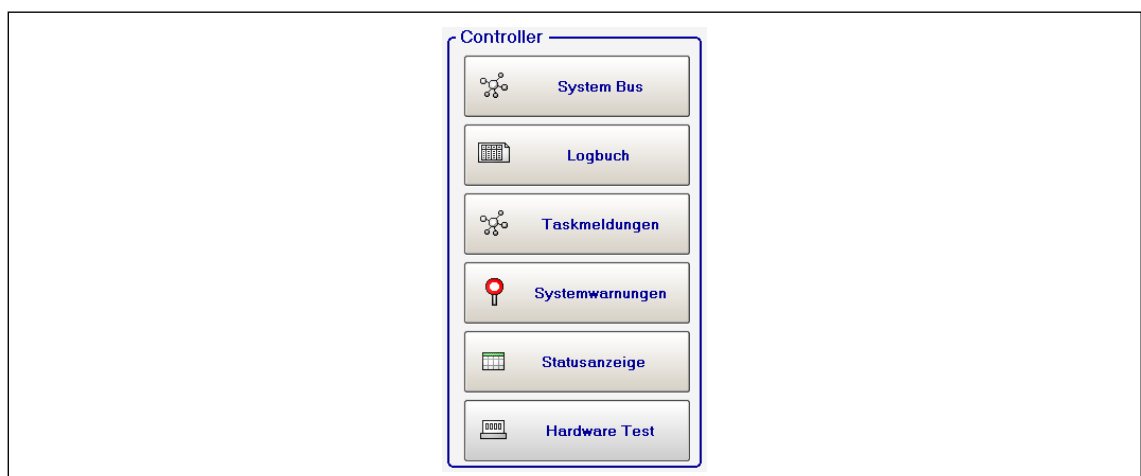 Controller
System Bus
Logbuch
Taskmeldungen
Systemwarnungen
Statusanzeige
Hardware Test